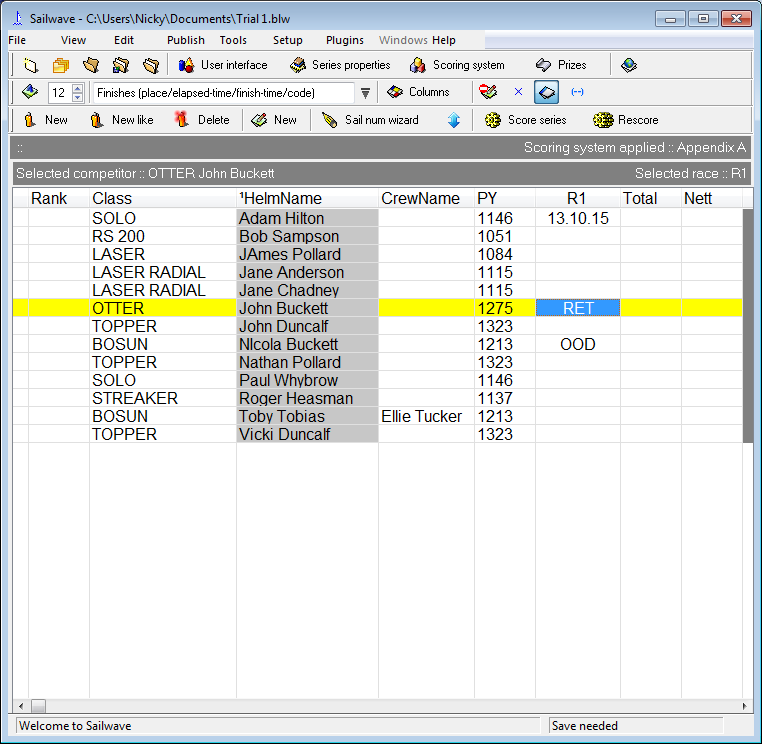 Sailwave - C:\Users\Nicky\Documents\Trial 1.blw
File View Edit Publish Tools Setup Plugins Windows Help
User interface Series properties Scoring system Prizes
12 Finishes (place/elapsed-time/finish-time/code) Columns
New New like Delete New Sail num wizard Score series Rescore
:: Scoring system applied :: Appendix A
Selected competitor :: OTTER John Buckett Selected race :: R1
Rank Class ¹HelmName CrewName PY R1 Total Nett
SOLO Adam Hilton 1146 13.10.15
RS 200 Bob Sampson 1051
LASER JAmes Pollard 1084
LASER RADIAL Jane Anderson 1115
LASER RADIAL Jane Chadney 1115
OTTER John Buckett 1275 RET
TOPPER John Duncalf 1323
BOSUN NIcola Buckett 1213 OOD
TOPPER Nathan Pollard 1323
SOLO Paul Whybrow 1146
STREAKER Roger Heasman 1137
BOSUN Toby Tobias Ellie Tucker 1213
TOPPER Vicki Duncalf 1323
Welcome to Sailwave Save needed